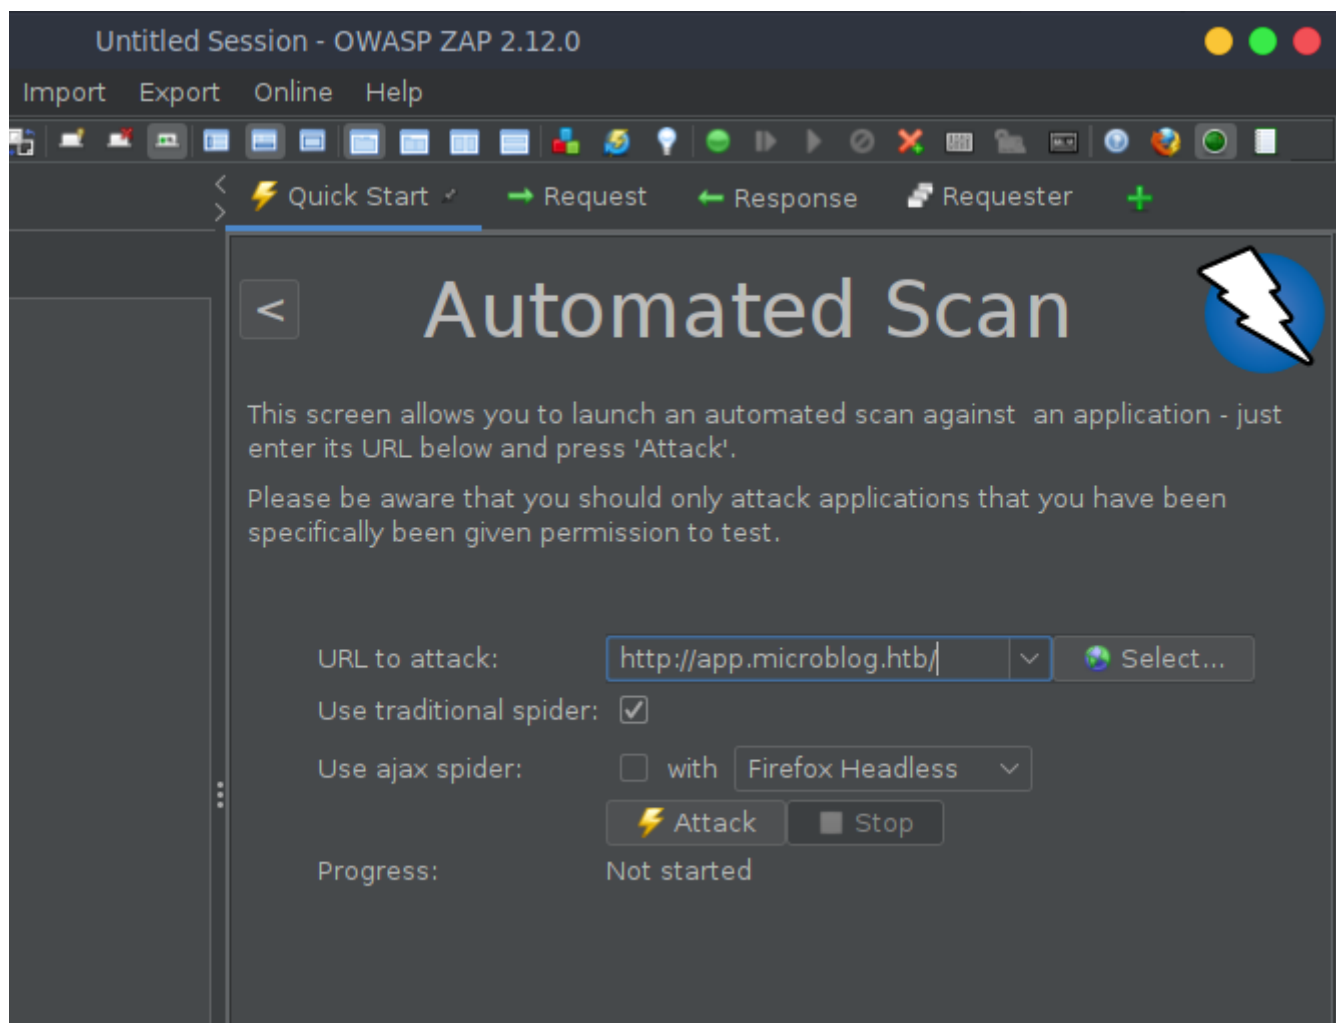 Untitled Session - OWASP ZAP 2.12.0
Import Export Online Help
Quick Start Request Response Requester
<
Automated Scan
This screen allows you to launch an automated scan against  an application - just
enter its URL below and press 'Attack'.
Please be aware that you should only attack applications that you have been
specifically been given permission to test.
URL to attack: http://app.microblog.htb/ Select...
Use traditional spider:
Use ajax spider: with Firefox Headless
Attack Stop
Progress: Not started